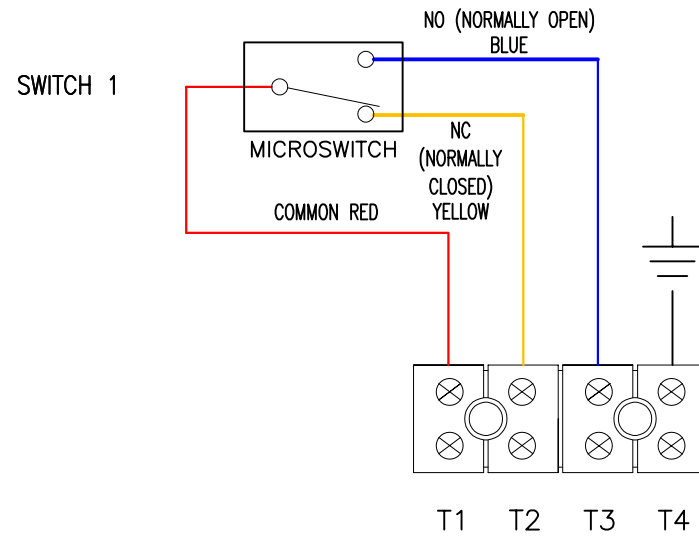 NO (NORMALLY OPEN)
BLUE
SWITCH 1
MICROSWITCH
NC
(NORMALLY
CLOSED)
YELLOW
COMMON RED
T1 T2 T3 T4